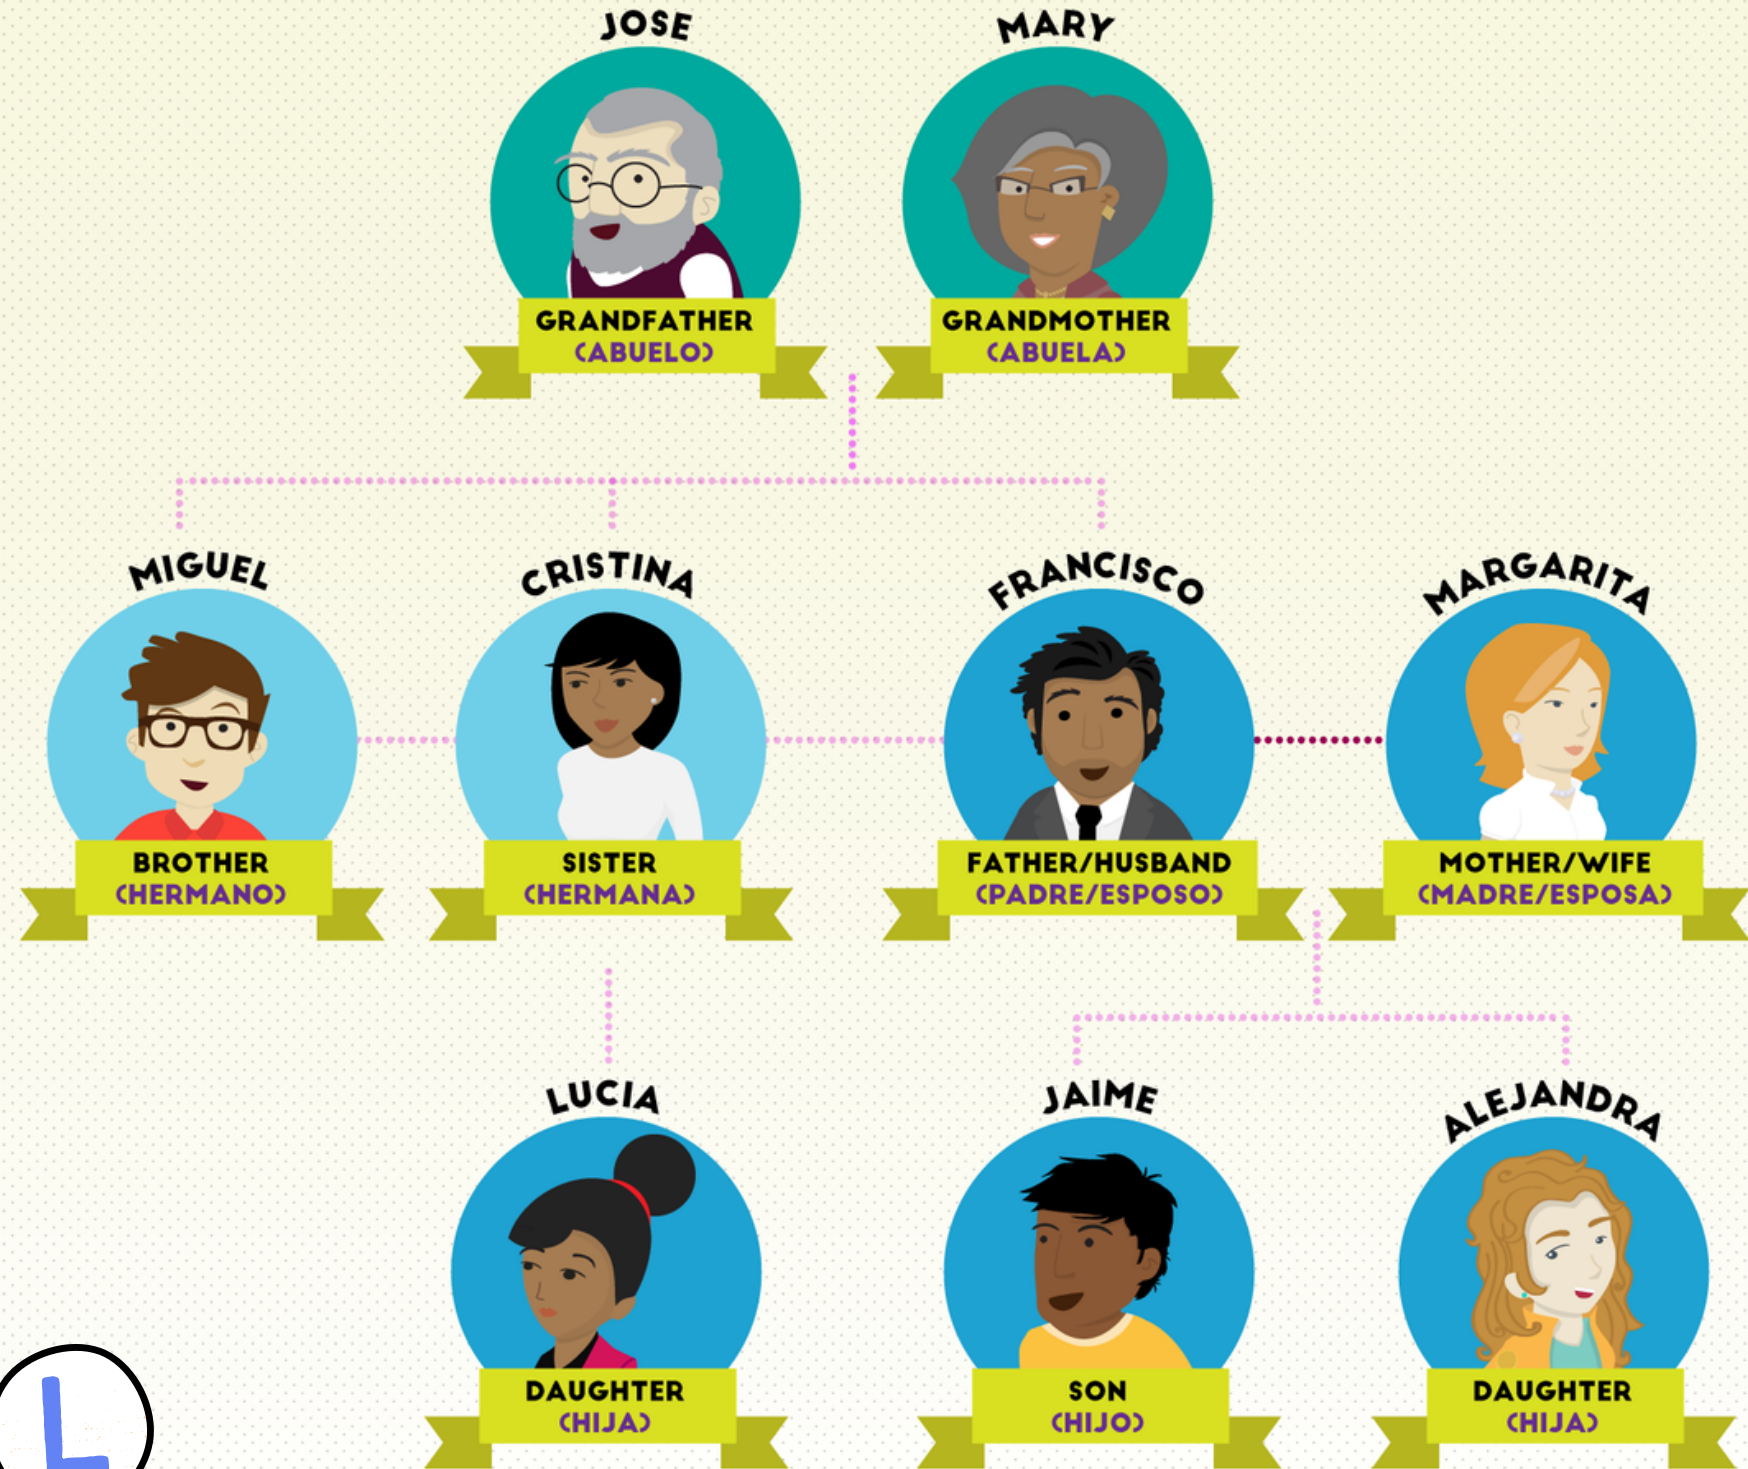 JOSE
MARY
GRANDFATHER
(ABUELO)
GRANDMOTHER
(ABUELA)
MIGUEL
CRISTINA
FRANCISCO
MARGARITA
BROTHER
(HERMANO)
SISTER
(HERMANA)
FATHER/HUSBAND
(PADRE/ESPOSO)
MOTHER/WIFE
(MADRE/ESPOSA)
LUCIA
JAIME
ALEJANDRA
DAUGHTER
(HIJA)
SON
(HIJO)
DAUGHTER
(HIJA)
L